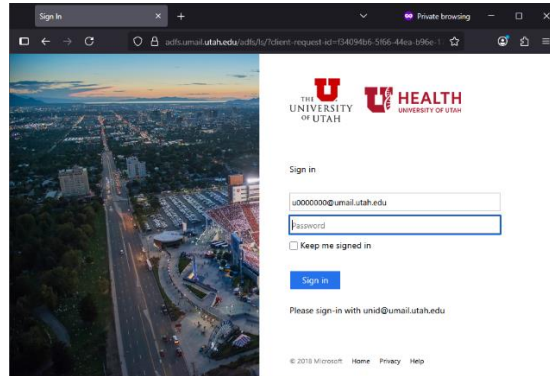 Sign In
Private browsing
adfs.umail.utah.edu/adfs/ls/?client-request-id=f34094b6-5f66-44ea-b96e-1
THE
UNIVERSITY
OF UTAH
HEALTH
UNIVERSITY OF UTAH
Sign in
u0000000@umail.utah.edu
Password
Keep me signed in
Sign in
Please sign-in with unid@umail.utah.edu
© 2018 Microsoft Home Privacy Help